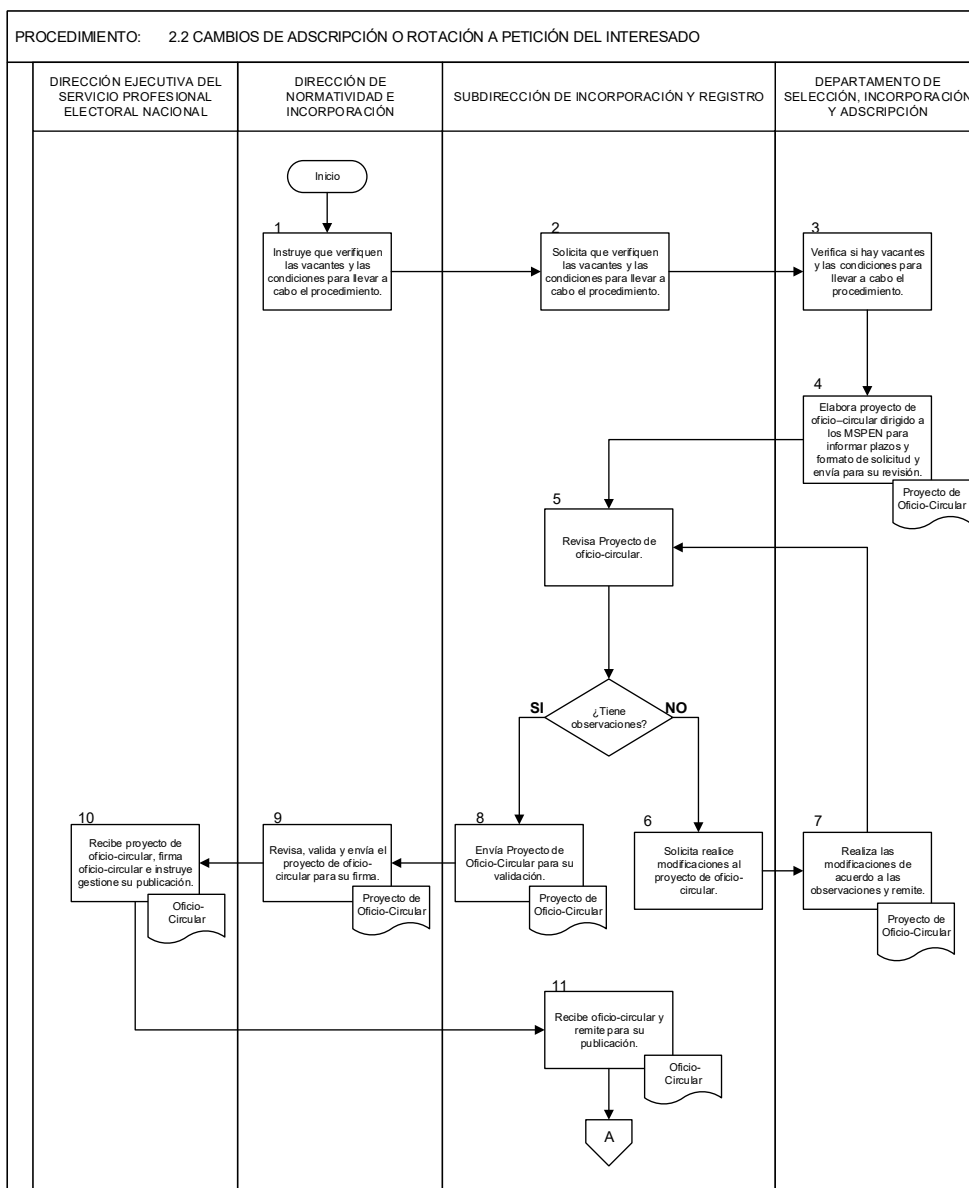 PROCEDIMIENTO: 2.2 CAMBIOS DE ADSCRIPCIÓN O ROTACIÓN A PETICIÓN DEL INTERESADO
DIRECCIÓN EJECUTIVA DEL
SERVICIO PROFESIONAL
ELECTORAL NACIONAL
DIRECCIÓN DE
NORMATIVIDAD E
INCORPORACIÓN
SUBDIRECCIÓN DE INCORPORACIÓN Y REGISTRO
DEPARTAMENTO DE
SELECCIÓN, INCORPORACIÓN
Y ADSCRIPCIÓN
Inicio
1
Instruye que verifiquen
las vacantes y las
condiciones para llevar a
cabo el procedimiento.
2
Solicita que verifiquen
las vacantes y las
condiciones para llevar a
cabo el procedimiento.
3
Verifica si hay vacantes
y las condiciones para
llevar a cabo el
procedimiento.
4
Elabora proyecto de
oficio–circular dirigido a
los MSPEN para
informar plazos y
formato de solicitud y
envía para su revisión.
Proyecto de
Oficio-Circular
5
Revisa Proyecto de
oficio-circular.
¿Tiene
observaciones?
SI
NO
6
Solicita realice
modificaciones al
proyecto de oficio-
circular.
7
Realiza las
modificaciones de
acuerdo a las
observaciones y remite.
Proyecto de
Oficio-Circular
8
Envía Proyecto de
Oficio-Circular para su
validación.
Proyecto de
Oficio-Circular
9
Revisa, valida y envía el
proyecto de oficio-
circular para su firma.
Proyecto de
Oficio-Circular
10
Recibe proyecto de
oficio-circular, firma
oficio-circular e instruye
gestione su publicación.
Oficio-
Circular
11
Recibe oficio-circular y
remite para su
publicación.
Oficio-
Circular
A